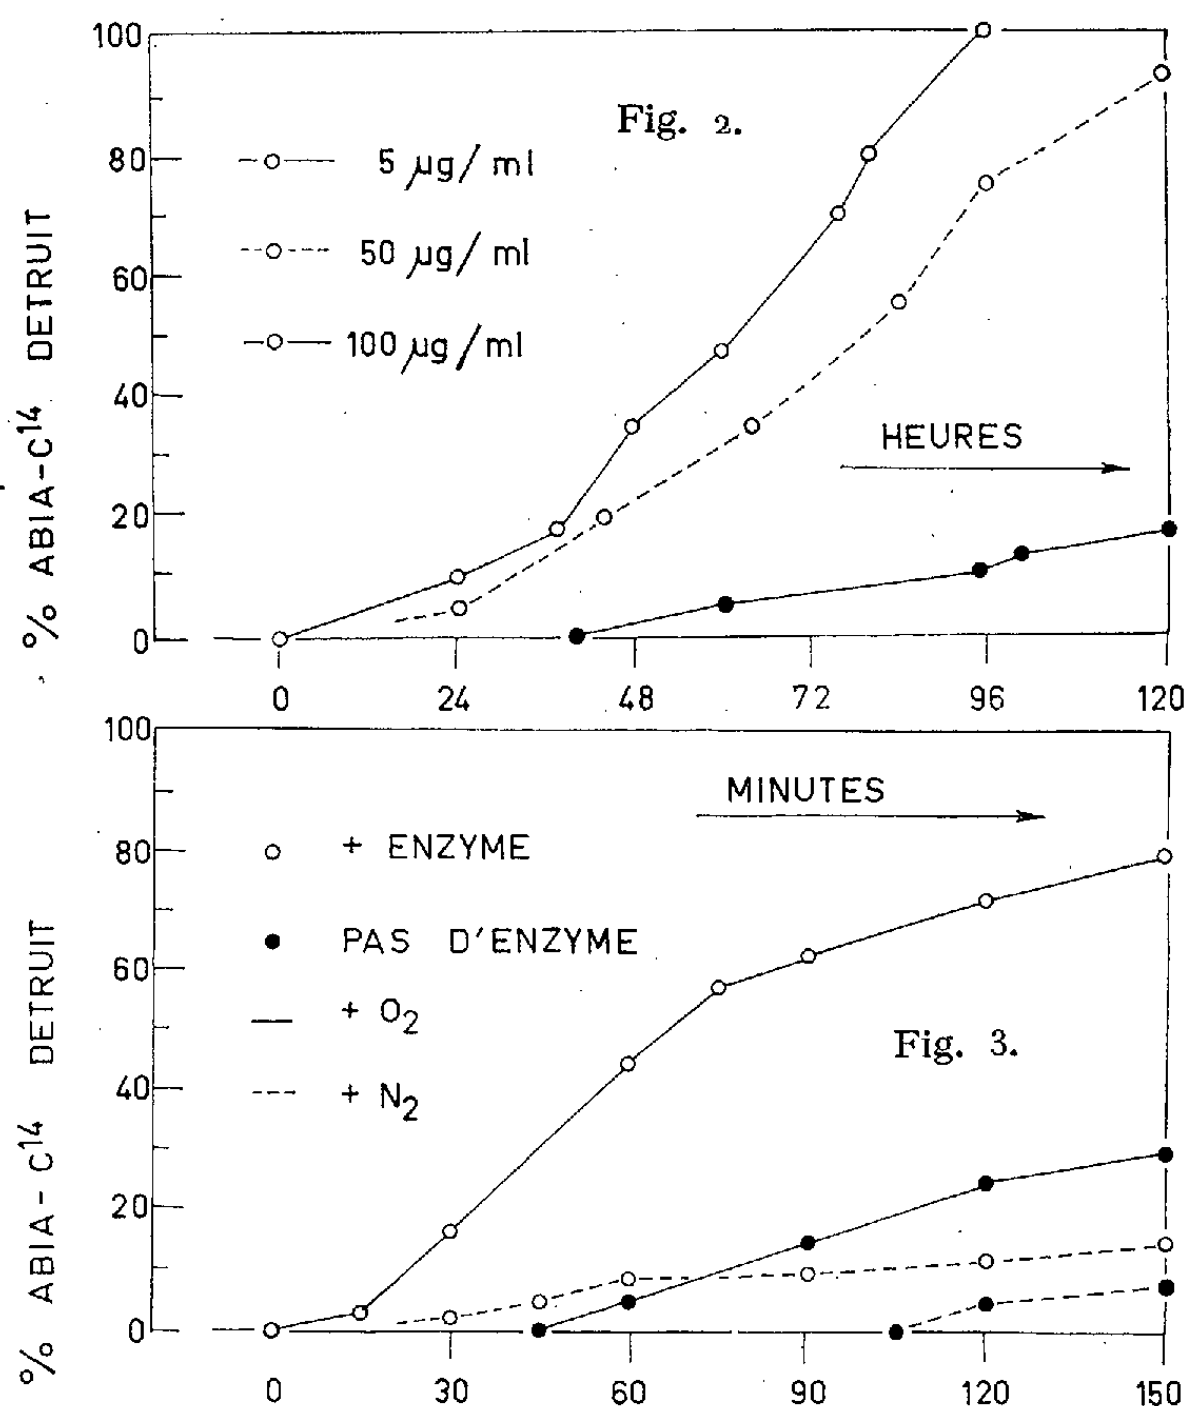 100
80
60
40
20
0
% ABIA-C14 DETRUIT
Fig. 2.
5 µg/ml
50 µg/ml
100 µg/ml
HEURES
0 24 48 72 96 120
100
80
60
40
20
0
% ABIA-C14 DETRUIT
MINUTES
+ ENZYME
PAS D'ENZYME
+ O2
+ N2
Fig. 3.
0 30 60 90 120 150